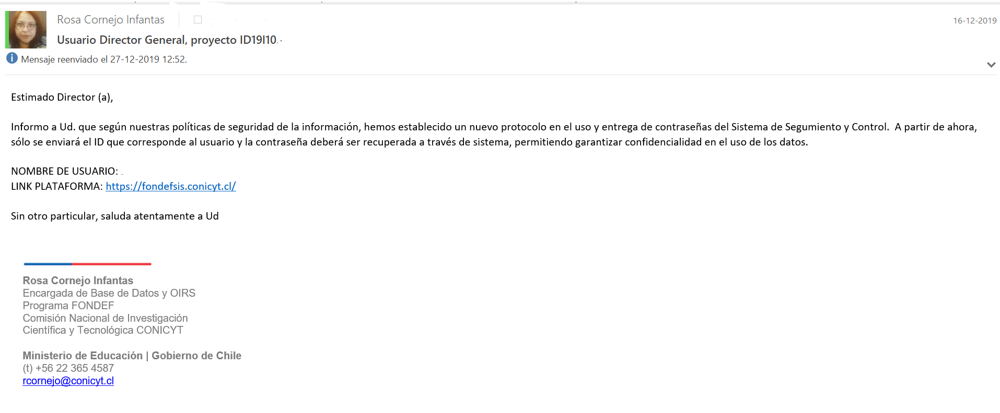 Rosa Cornejo Infantas
16-12-2019
Usuario Director General, proyecto ID19I10
Mensaje reenviado el 27-12-2019 12:52.
Estimado Director (a),
Informo a Ud. que según nuestras políticas de seguridad de la información, hemos establecido un nuevo protocolo en el uso y entrega de contraseñas del Sistema de Segumiento y Control.  A partir de ahora,
sólo se enviará el ID que corresponde al usuario y la contraseña deberá ser recuperada a través de sistema, permitiendo garantizar confidencialidad en el uso de los datos.
NOMBRE DE USUARIO:
LINK PLATAFORMA: https://fondefsis.conicyt.cl/
Sin otro particular, saluda atentamente a Ud
Rosa Cornejo Infantas
Encargada de Base de Datos y OIRS
Programa FONDEF
Comisión Nacional de Investigación
Científica y Tecnológica CONICYT
Ministerio de Educación | Gobierno de Chile
(t) +56 22 365 4587
rcornejo@conicyt.cl